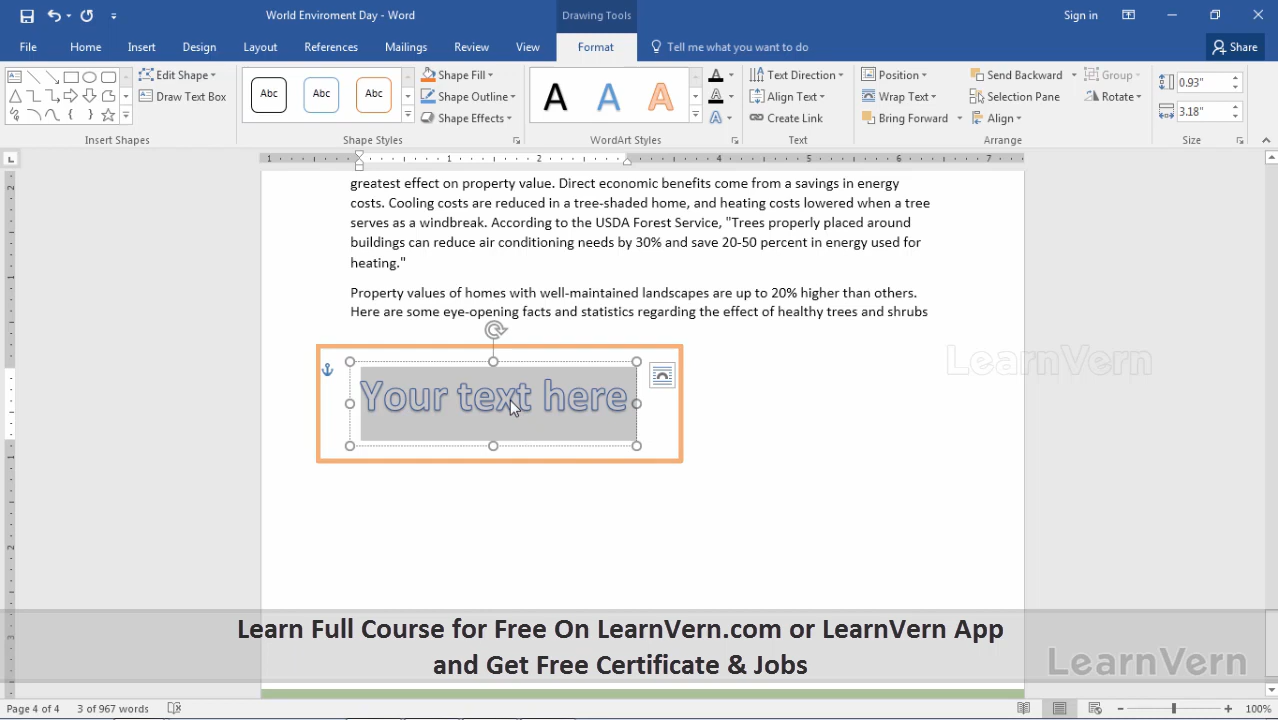 World Enviroment Day - Word
Drawing Tools
Sign in
File
Home
Insert
Design
Layout
References
Mailings
Review
View
Format
Tell me what you want to do
Share
Edit Shape
Draw Text Box
Insert Shapes
Abc
Abc
Abc
Shape Fill
Shape Outline
Shape Effects
Shape Styles
A
A
A
WordArt Styles
Text Direction
Align Text
Create Link
Text
Position
Wrap Text
Bring Forward
Send Backward
Selection Pane
Align
Group
Rotate
Arrange
0.93"
3.18"
Size
1 1 2 4 5 6 7
greatest effect on property value. Direct economic benefits come from a savings in energy
costs. Cooling costs are reduced in a tree-shaded home, and heating costs lowered when a tree
serves as a windbreak. According to the USDA Forest Service, "Trees properly placed around
buildings can reduce air conditioning needs by 30% and save 20-50 percent in energy used for
heating."
Property values of homes with well-maintained landscapes are up to 20% higher than others.
Here are some eye-opening facts and statistics regarding the effect of healthy trees and shrubs
Your text here
LearnVern
Learn Full Course for Free On LearnVern.com or LearnVern App
and Get Free Certificate & Jobs
LearnVern
Page 4 of 4
3 of 967 words
100%